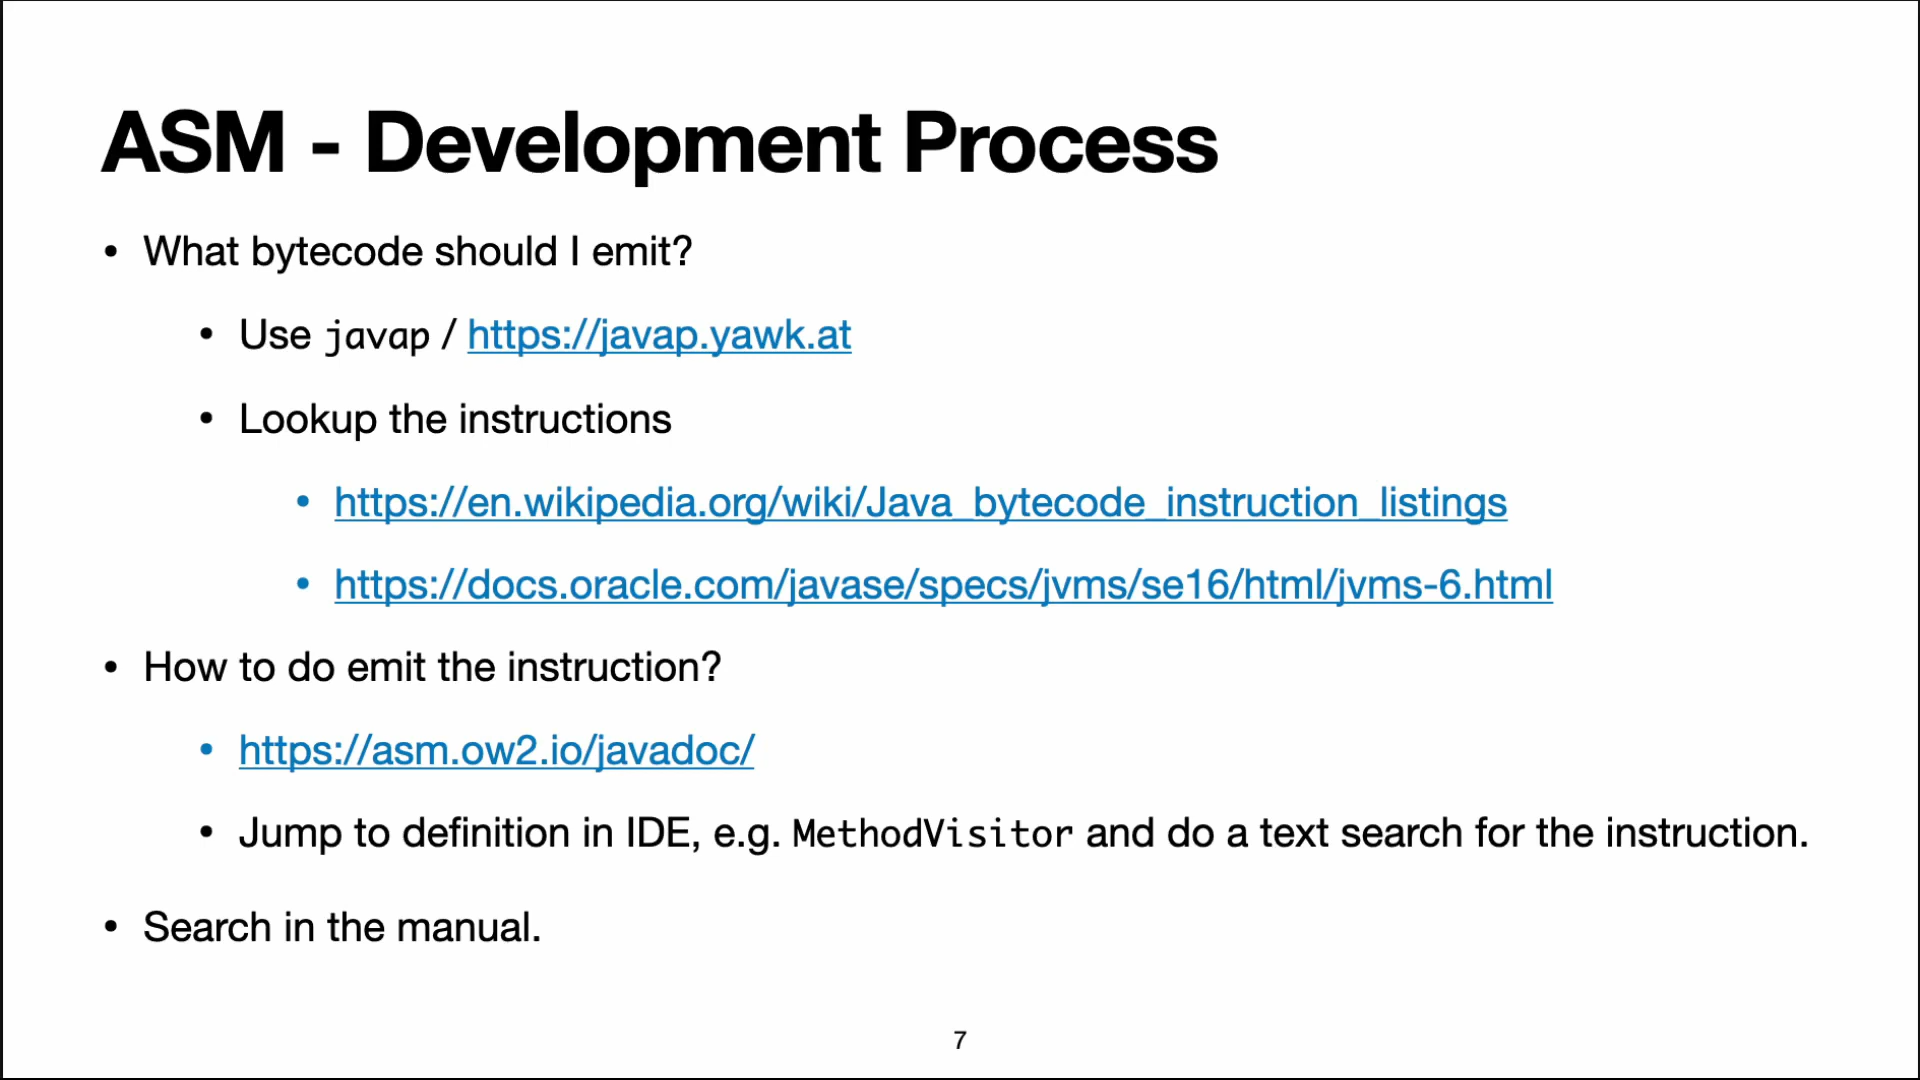 ASM - Development Process
• What bytecode should I emit?
• Use javap / https://javap.yawk.at
• Lookup the instructions
• https://en.wikipedia.org/wiki/Java_bytecode_instruction_listings
• https://docs.oracle.com/javase/specs/jvms/se16/html/jvms-6.html
• How to do emit the instruction?
• https://asm.ow2.io/javadoc/
• Jump to definition in IDE, e.g. MethodVisitor and do a text search for the instruction.
• Search in the manual.
7